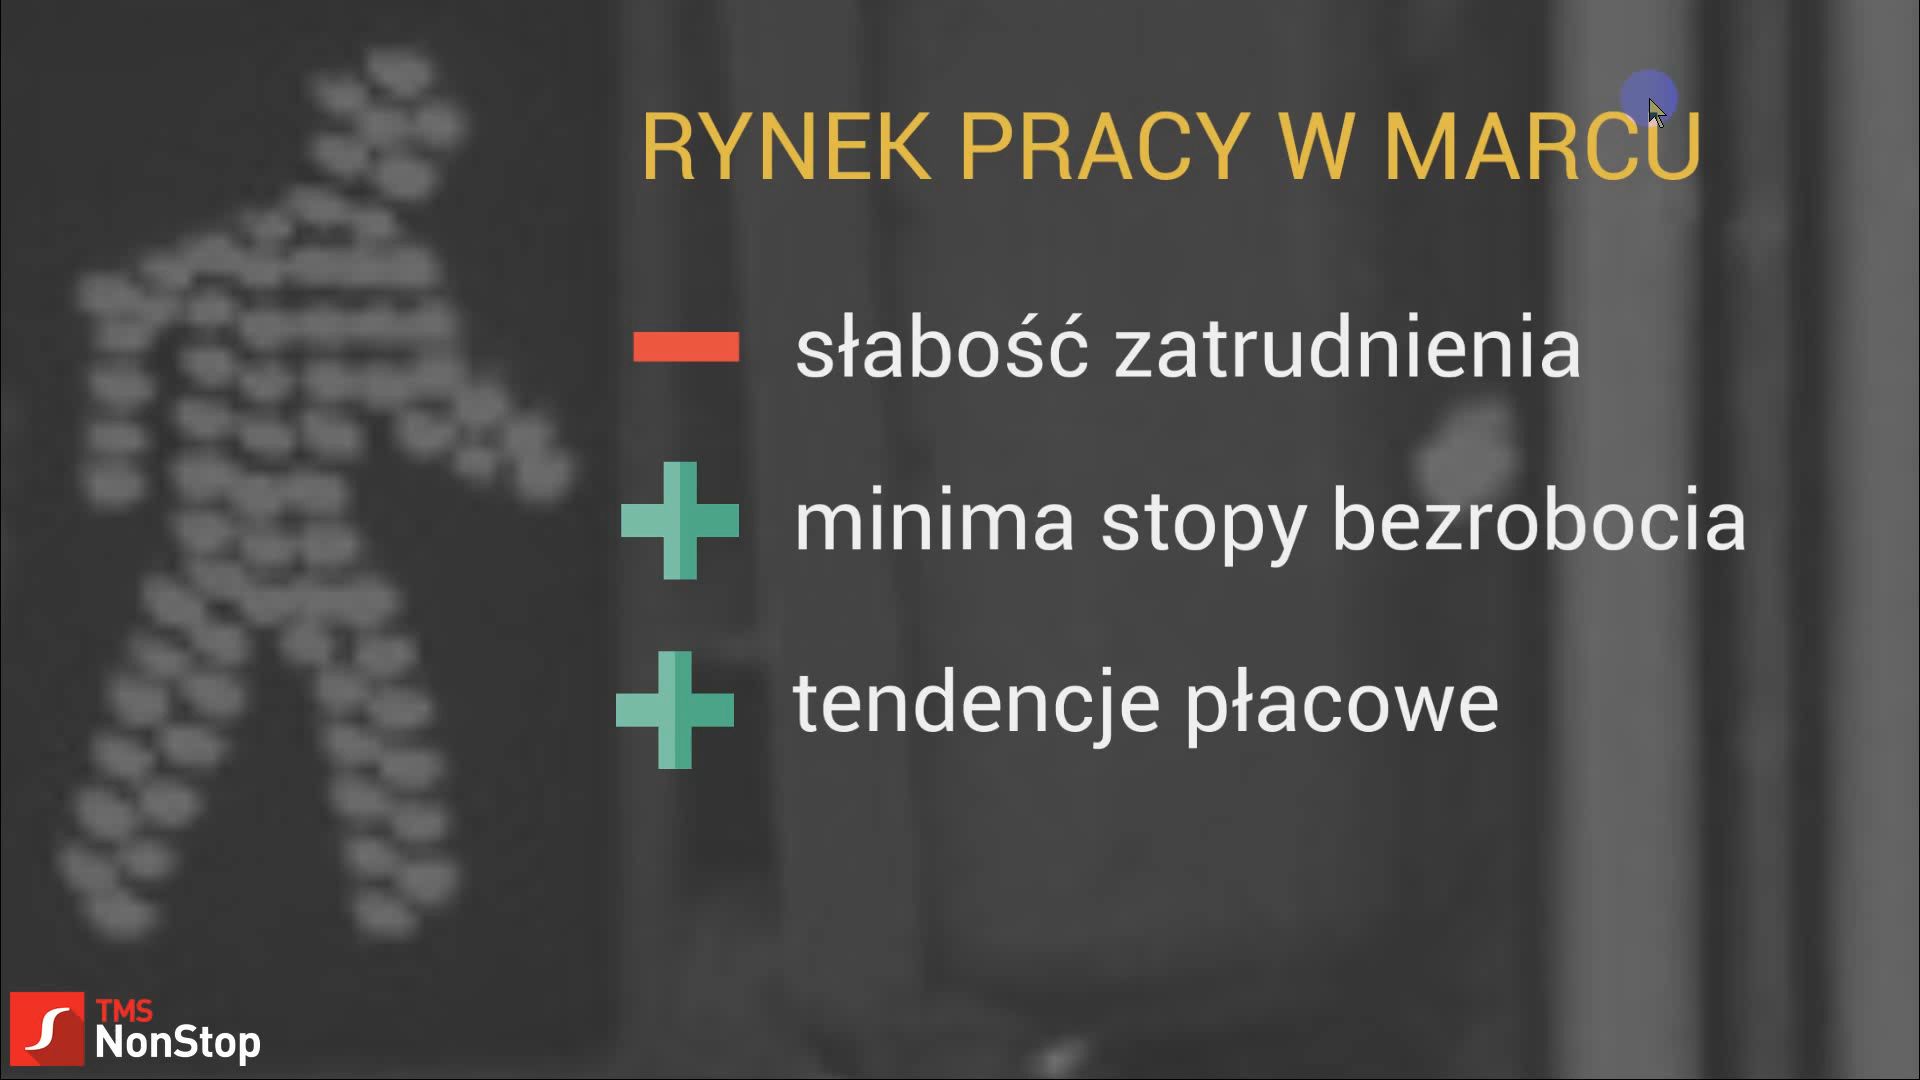 RYNEK PRACY W MARCU
słabość zatrudnienia
minima stopy bezrobocia
tendencje płacowe
TMS
NonStop